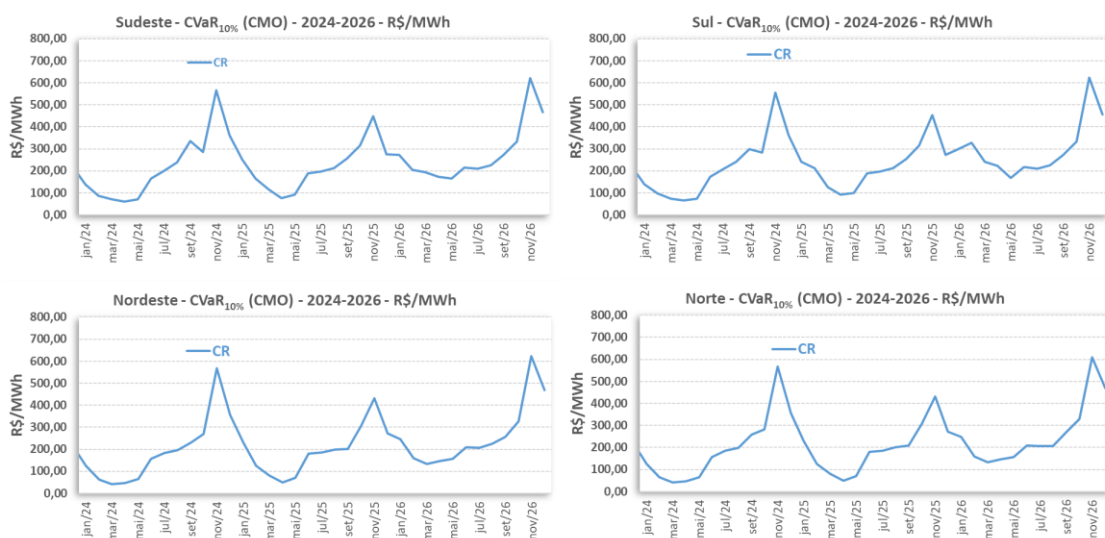 Sudeste - CVaR10% (CMO) - 2024-2026 - R$/MWh
R$/MWh
800,00
700,00
600,00
500,00
400,00
300,00
200,00
100,00
0,00
CR
jan/24
mar/24
mai/24
jul/24
set/24
nov/24
jan/25
mar/25
mai/25
jul/25
set/25
nov/25
jan/26
mar/26
mai/26
jul/26
set/26
nov/26
Sul - CVaR10% (CMO) - 2024-2026 - R$/MWh
R$/MWh
800,00
700,00
600,00
500,00
400,00
300,00
200,00
100,00
0,00
CR
jan/24
mar/24
mai/24
jul/24
set/24
nov/24
jan/25
mar/25
mai/25
jul/25
set/25
nov/25
jan/26
mar/26
mai/26
jul/26
set/26
nov/26
Nordeste - CVaR10% (CMO) - 2024-2026 - R$/MWh
R$/MWh
800,00
700,00
600,00
500,00
400,00
300,00
200,00
100,00
0,00
CR
jan/24
mar/24
mai/24
jul/24
set/24
nov/24
jan/25
mar/25
mai/25
jul/25
set/25
nov/25
jan/26
mar/26
mai/26
jul/26
set/26
nov/26
Norte - CVaR10% (CMO) - 2024-2026 - R$/MWh
R$/MWh
800,00
700,00
600,00
500,00
400,00
300,00
200,00
100,00
0,00
CR
jan/24
mar/24
mai/24
jul/24
set/24
nov/24
jan/25
mar/25
mai/25
jul/25
set/25
nov/25
jan/26
mar/26
mai/26
jul/26
set/26
nov/26